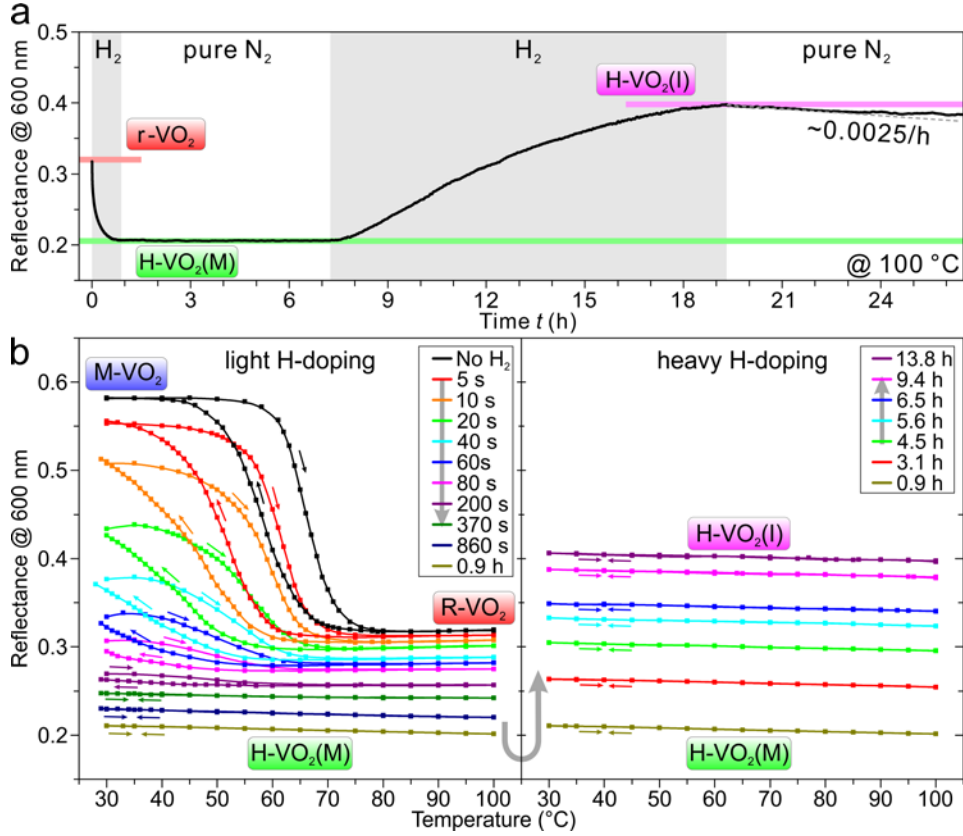 a
Reflectance @ 600 nm
0.5
0.4
0.3
0.2
H₂
pure N₂
H₂
pure N₂
r-VO₂
H-VO₂(M)
H-VO₂(I)
~0.0025/h
@ 100 °C
0 3 6 9 12 15 18 21 24
Time t (h)
b
Reflectance @ 600 nm
0.6
0.5
0.4
0.3
0.2
M-VO₂
light H-doping
No H₂
5 s
10 s
20 s
40 s
60s
80 s
200 s
370 s
860 s
0.9 h
R-VO₂
H-VO₂(M)
30 40 50 60 70 80 90 100
heavy H-doping
13.8 h
9.4 h
6.5 h
5.6 h
4.5 h
3.1 h
0.9 h
H-VO₂(I)
H-VO₂(M)
30 40 50 60 70 80 90 100
Temperature (°C)